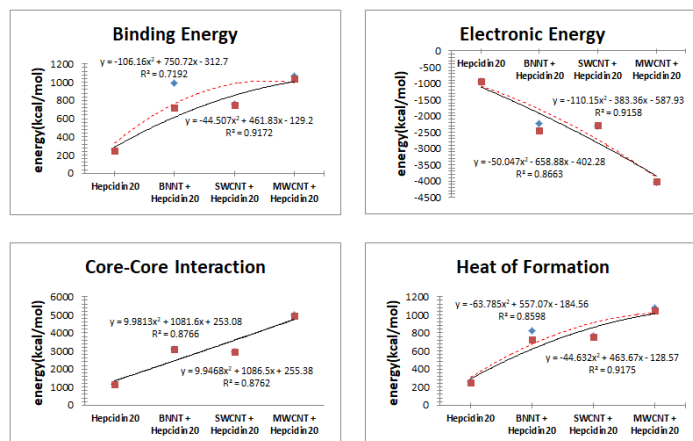 Binding Energy
energy(kcal/mol)
1200
1000
800
600
400
200
0
y = -106.16x² + 750.72x - 312.7
R² = 0.7192
y = -44.507x² + 461.83x - 129.2
R² = 0.9172
Hepcidin 20
BNNT +
Hepcidin 20
SWCNT +
Hepcidin 20
MWCNT +
Hepcidin 20
Electronic Energy
energy(kcal/mol)
0
-500
-1000
-1500
-2000
-2500
-3000
-3500
-4000
-4500
Hepcidin 20
BNNT +
Hepcidin 20
SWCNT +
Hepcidin 20
MWCNT +
Hepcidin 20
y = -110.15x² - 383.36x - 587.93
R² = 0.9158
y = -50.047x² - 658.88x - 402.28
R² = 0.8663
Core-Core Interaction
energy(kcal/mol)
6000
5000
4000
3000
2000
1000
0
y = 9.9813x² + 1081.6x + 253.08
R² = 0.8766
y = 9.9468x² + 1086.5x + 255.38
R² = 0.8762
Hepcidin 20
BNNT +
Hepcidin 20
SWCNT +
Hepcidin 20
MWCNT +
Hepcidin 20
Heat of Formation
energy(kcal/mol)
1200
1000
800
600
400
200
0
y = -63.785x² + 557.07x - 184.56
R² = 0.8598
y = -44.632x² + 463.67x - 128.57
R² = 0.9175
Hepcidin 20
BNNT +
Hepcidin 20
SWCNT +
Hepcidin 20
MWCNT +
Hepcidin 20